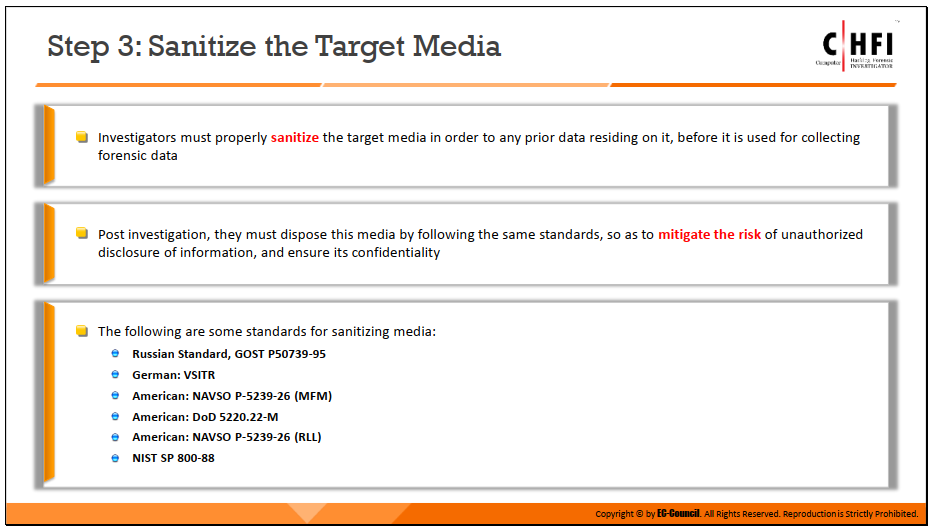 Step 3: Sanitize the Target Media
C HFI
Computer Hacking Forensic
INVESTIGATOR
Investigators must properly sanitize the target media in order to any prior data residing on it, before it is used for collecting
forensic data
Post investigation, they must dispose this media by following the same standards, so as to mitigate the risk of unauthorized
disclosure of information, and ensure its confidentiality
The following are some standards for sanitizing media:
Russian Standard, GOST P50739-95
German: VSITR
American: NAVSO P-5239-26 (MFM)
American: DoD 5220.22-M
American: NAVSO P-5239-26 (RLL)
NIST SP 800-88
Copyright © by EC-Council. All Rights Reserved. Reproduction is Strictly Prohibited.